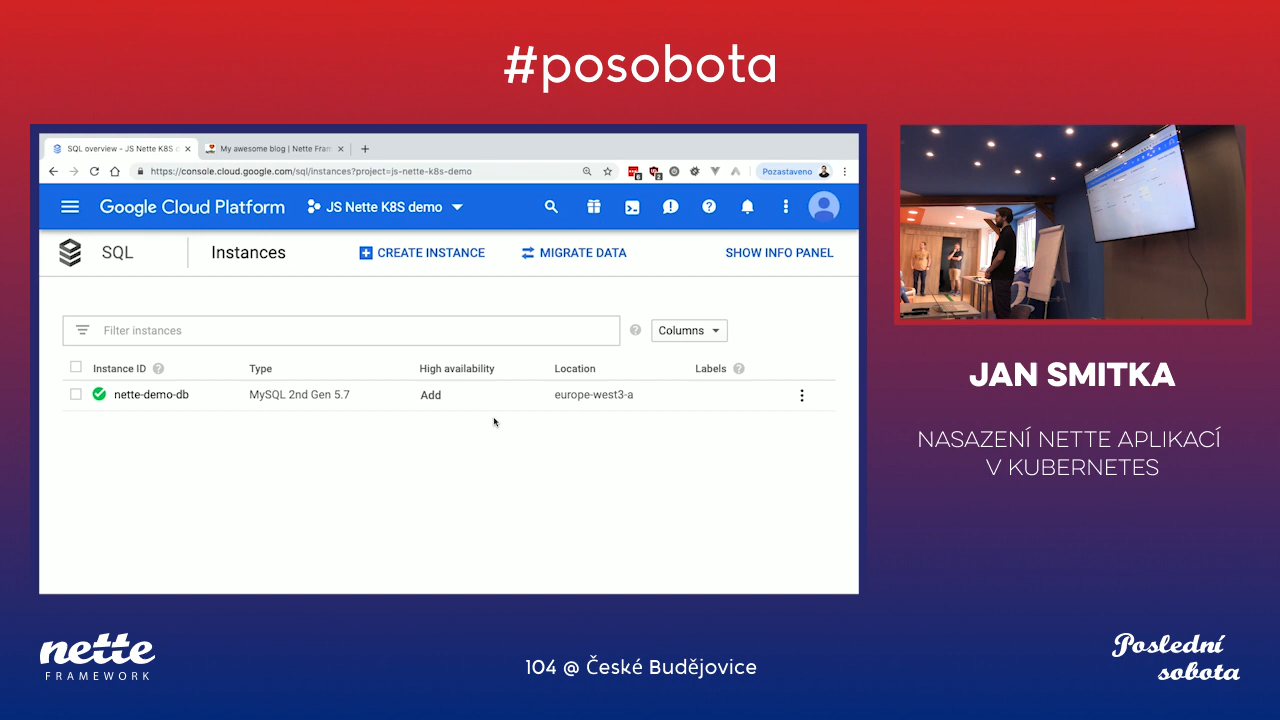 #posobota
SQL overview - JS Nette K8S d
My awesome blog | Nette Fram
https://console.cloud.google.com/sql/instances?project=js-nette-k8s-demo
Pozastaveno
Google Cloud Platform
JS Nette K8S demo
SQL
Instances
CREATE INSTANCE
MIGRATE DATA
SHOW INFO PANEL
Filter instances
Columns
Instance ID
Type
High availability
Location
Labels
nette-demo-db
MySQL 2nd Gen 5.7
Add
europe-west3-a
JAN SMITKA
NASAZENÍ NETTE APLIKACÍ
V KUBERNETES
nette
FRAMEWORK
104 @ České Budějovice
Poslední
sobota